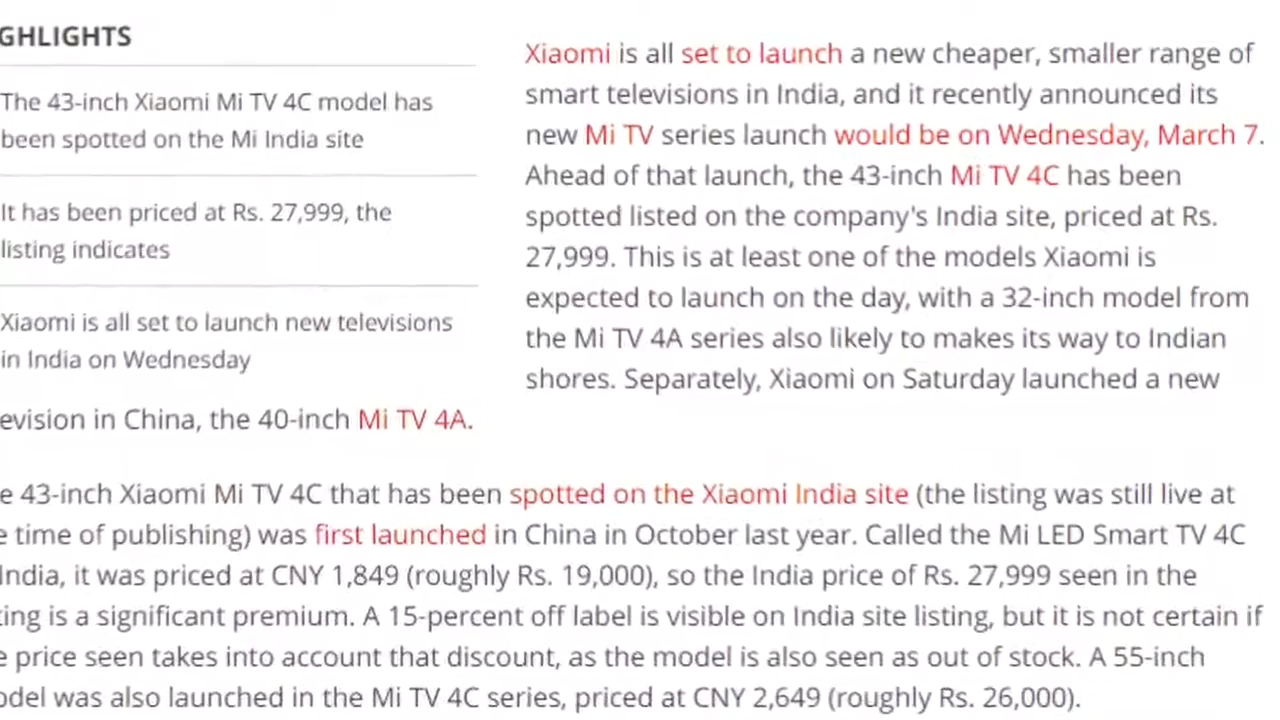 GHLIGHTS
The 43-inch Xiaomi Mi TV 4C model has
been spotted on the Mi India site
It has been priced at Rs. 27,999, the
listing indicates
Xiaomi is all set to launch new televisions
in India on Wednesday
Xiaomi is all set to launch a new cheaper, smaller range of
smart televisions in India, and it recently announced its
new Mi TV series launch would be on Wednesday, March 7.
Ahead of that launch, the 43-inch Mi TV 4C has been
spotted listed on the company's India site, priced at Rs.
27,999. This is at least one of the models Xiaomi is
expected to launch on the day, with a 32-inch model from
the Mi TV 4A series also likely to makes its way to Indian
shores. Separately, Xiaomi on Saturday launched a new
evision in China, the 40-inch Mi TV 4A.
e 43-inch Xiaomi Mi TV 4C that has been spotted on the Xiaomi India site (the listing was still live at
e time of publishing) was first launched in China in October last year. Called the Mi LED Smart TV 4C
India, it was priced at CNY 1,849 (roughly Rs. 19,000), so the India price of Rs. 27,999 seen in the
ting is a significant premium. A 15-percent off label is visible on India site listing, but it is not certain if
e price seen takes into account that discount, as the model is also seen as out of stock. A 55-inch
odel was also launched in the Mi TV 4C series, priced at CNY 2,649 (roughly Rs. 26,000).